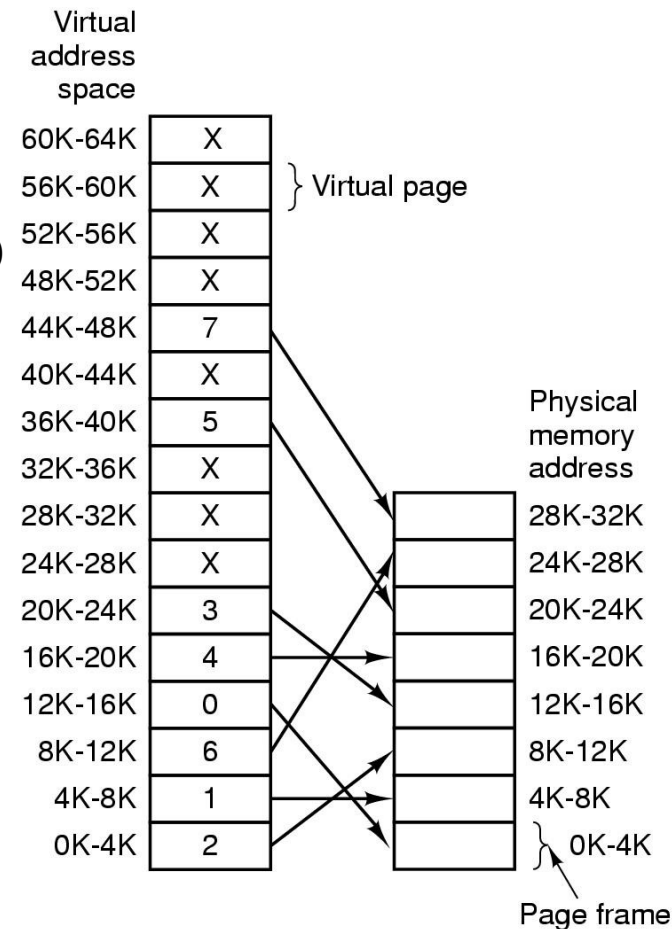 Virtual
address
space
60K-64K X
56K-60K X } Virtual page
52K-56K X
)
48K-52K X
44K-48K 7
40K-44K X
36K-40K 5
32K-36K X
28K-32K X
24K-28K X
20K-24K 3
16K-20K 4
12K-16K 0
8K-12K 6
4K-8K 1
0K-4K 2
Physical
memory
address
28K-32K
24K-28K
20K-24K
16K-20K
12K-16K
8K-12K
4K-8K
} 0K-4K
Page frame